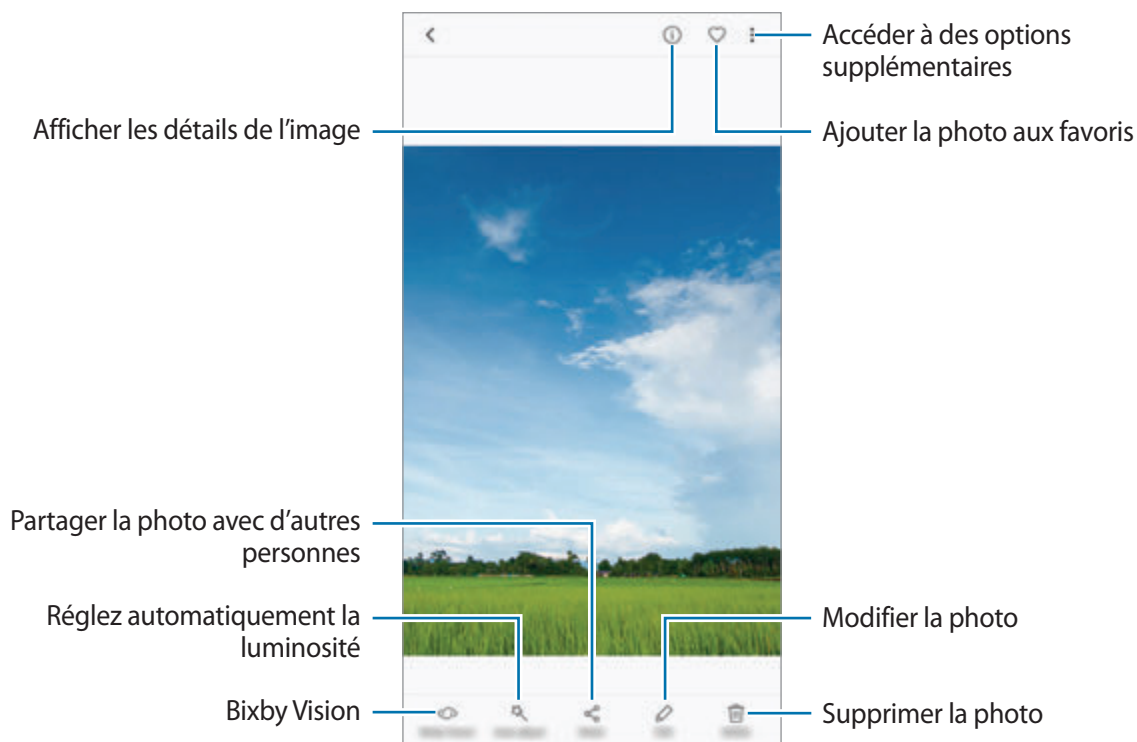 Accéder à des options
supplémentaires
Afficher les détails de l’image
Ajouter la photo aux favoris
Partager la photo avec d’autres
personnes
Réglez automatiquement la
luminosité
Modifier la photo
Bixby Vision
Supprimer la photo